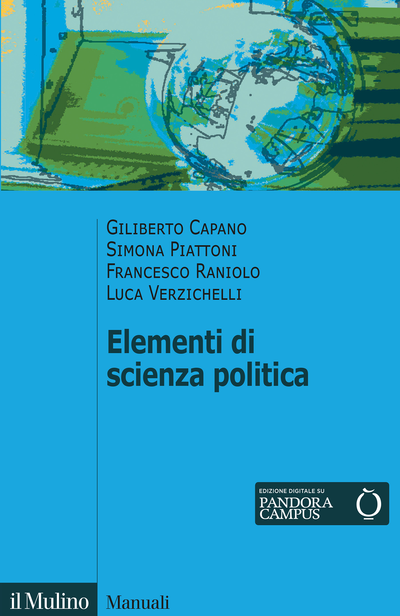 GILIBERTO CAPANO
SIMONA PIATTONI
FRANCESCO RANIOLO
LUCA VERZICHELLI
Elementi di
scienza politica
EDIZIONE DIGITALE SU
PANDORA
CAMPUS
il Mulino
Manuali